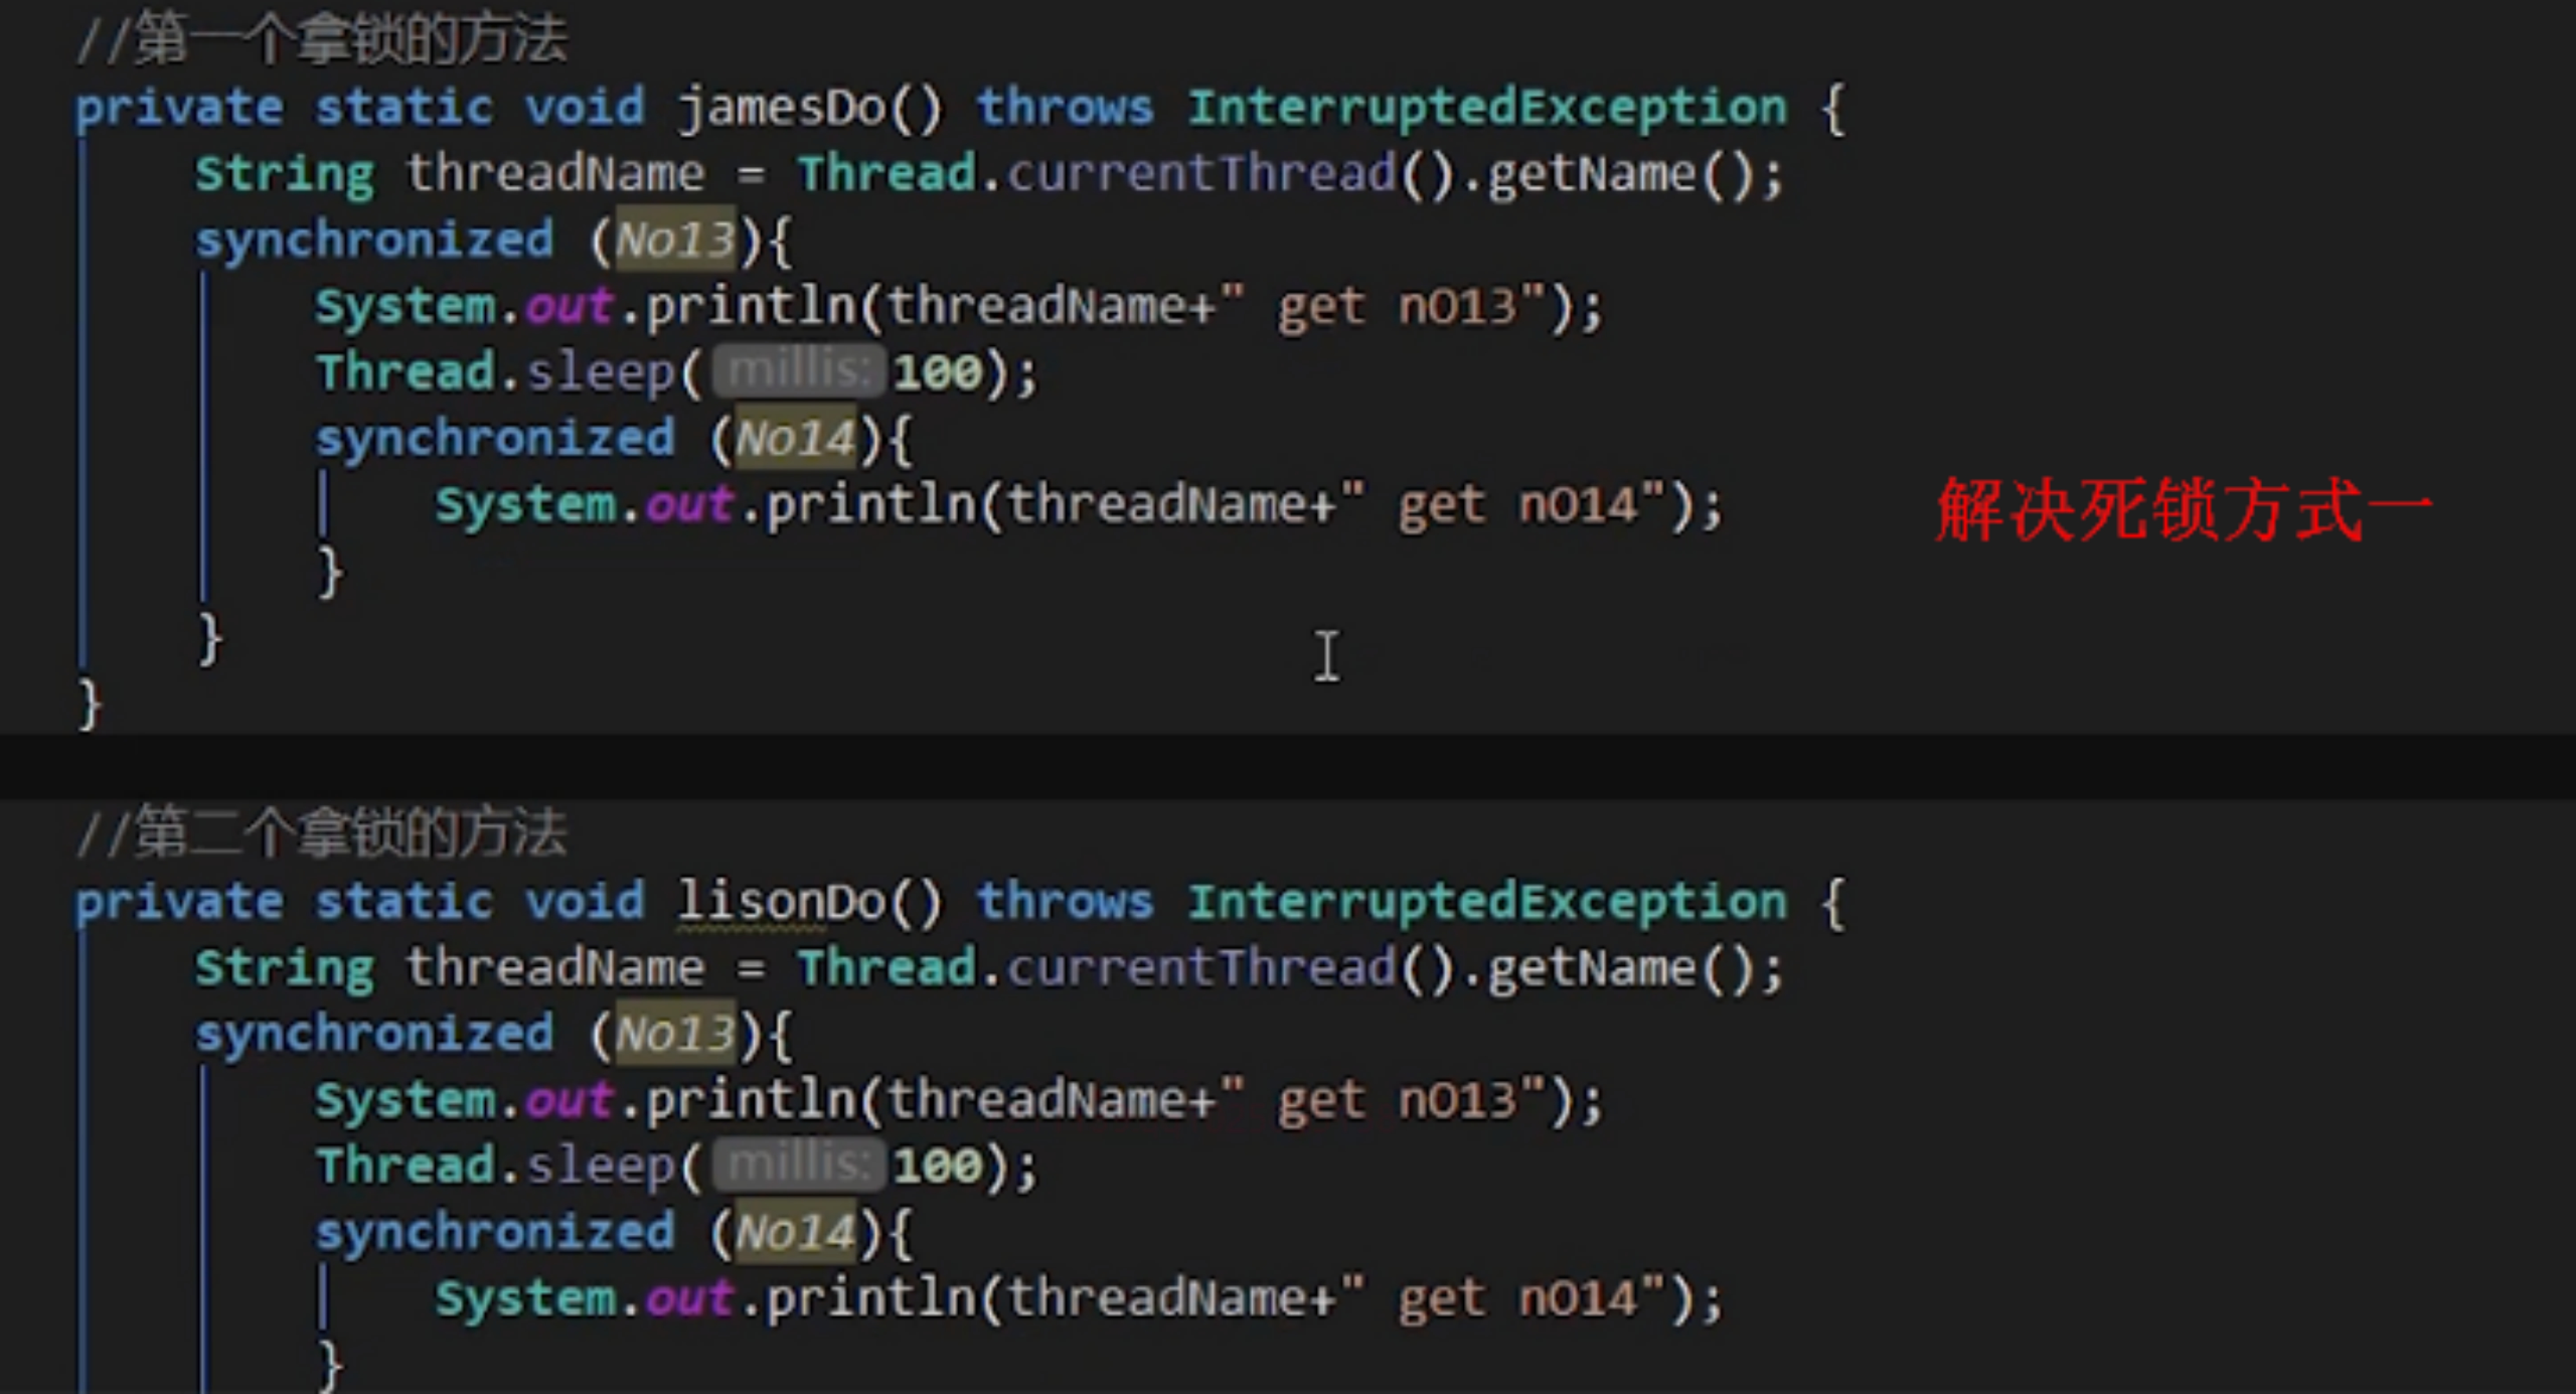 //第一个拿锁的方法
private static void jamesDo() throws InterruptedException {
String threadName = Thread.currentThread().getName();
synchronized (No13){
System.out.println(threadName+" get nO13");
Thread.sleep( millis: 100);
synchronized (No14){
System.out.println(threadName+" get nO14");
解决死锁方式一
}
}
}
//第二个拿锁的方法
private static void lisonDo() throws InterruptedException {
String threadName = Thread.currentThread().getName();
synchronized (No13){
System.out.println(threadName+" get nO13");
Thread.sleep( millis: 100);
synchronized (No14){
System.out.println(threadName+" get nO14");
}